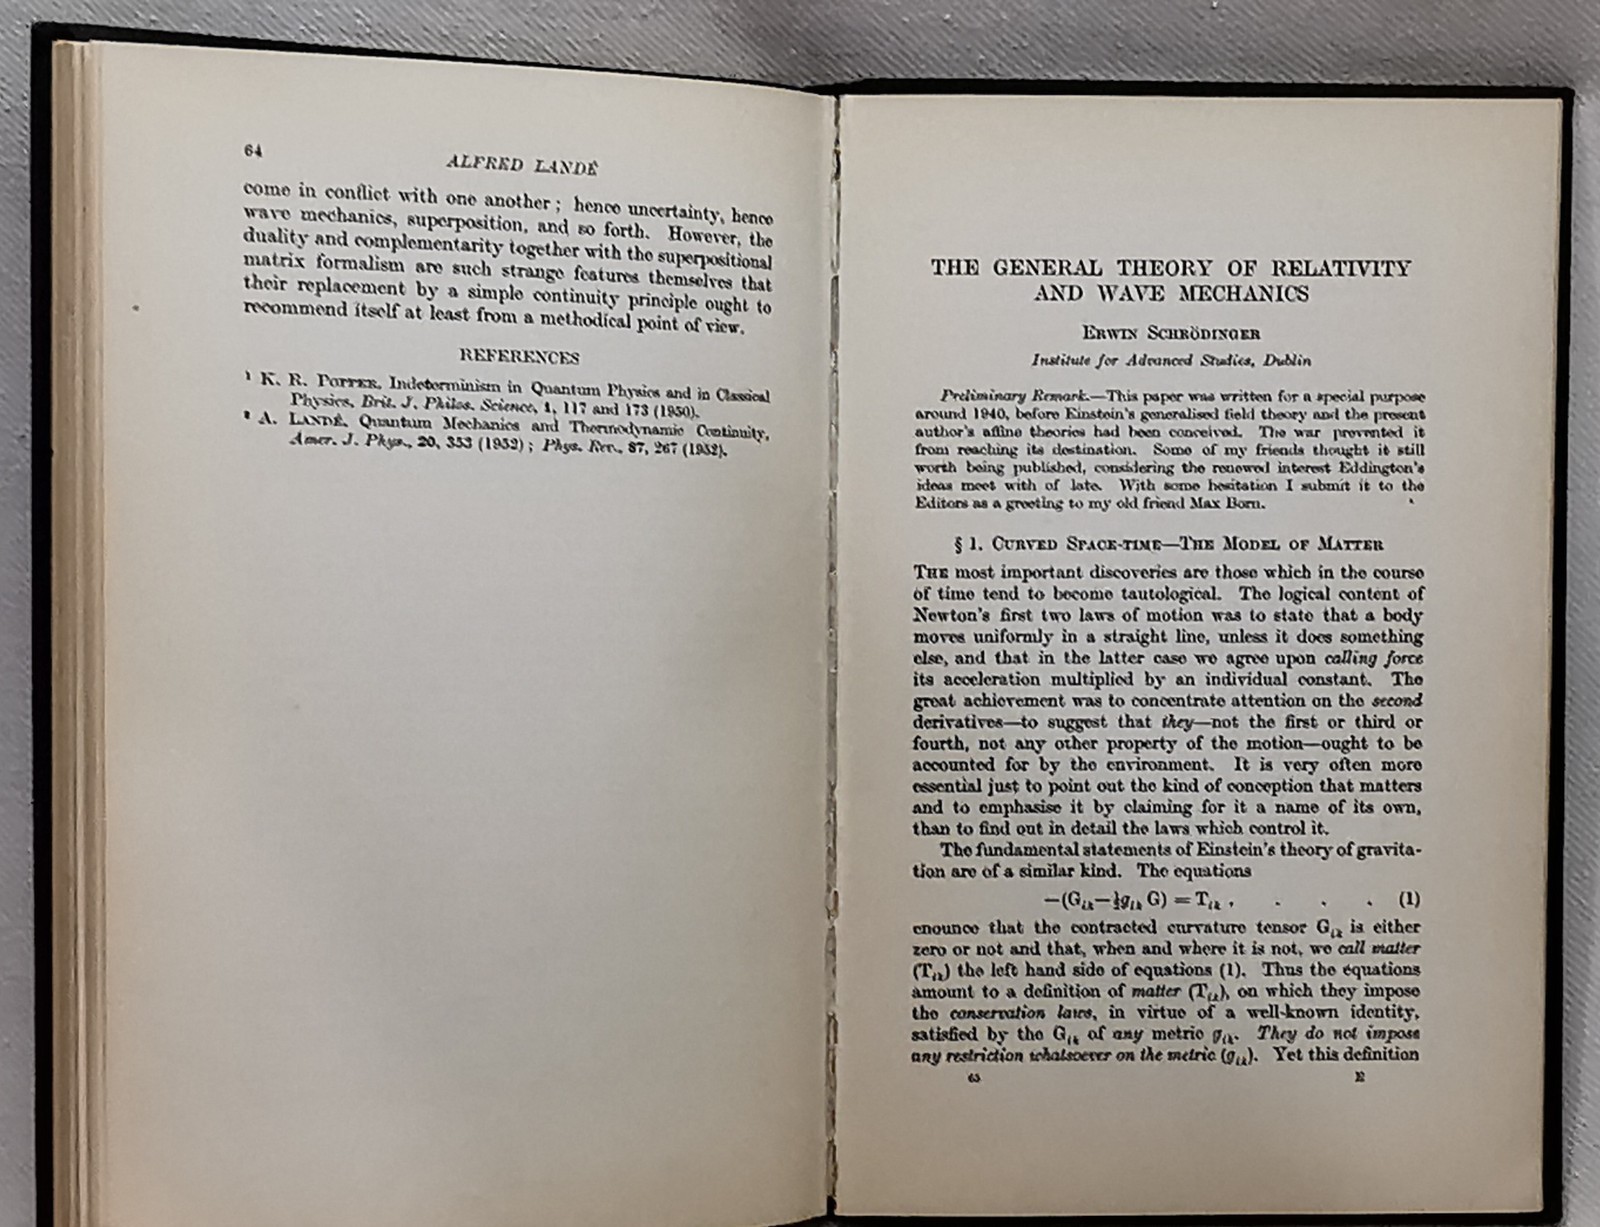 64
ALFRED LANDÉ
come in conflict with one another ; hence uncertainty, hence
wave mechanics, superposition, and so forth. However, the
duality and complementarity together with the superpositional
matrix formalism are such strange features themselves that
their replacement by a simple continuity principle ought to
recommend itself at least from a methodical point of view.
REFERENCES
¹ K. R. POPPER, Indeterminism in Quantum Physics and in Classical
Physics, Brit. J. Philos. Science, 1, 117 and 173 (1950).
² A. LANDÉ, Quantum Mechanics and Thermodynamic Continuity,
Amer. J. Phys., 20, 353 (1952) ; Phys. Rev., 87, 267 (1952).
THE GENERAL THEORY OF RELATIVITY
AND WAVE MECHANICS
ERWIN SCHRÖDINGER
Institute for Advanced Studies, Dublin
Preliminary Remark.—This paper was written for a special purpose
around 1940, before Einstein's generalised field theory and the present
author's affine theories had been conceived. The war prevented it
from reaching its destination. Some of my friends thought it still
worth being published, considering the renewed interest Eddington's
ideas meet with of late. With some hesitation I submit it to the
Editors as a greeting to my old friend Max Born.
§ 1. CURVED SPACE-TIME—THE MODEL OF MATTER
THE most important discoveries are those which in the course
of time tend to become tautological. The logical content of
Newton's first two laws of motion was to state that a body
moves uniformly in a straight line, unless it does something
else, and that in the latter case we agree upon calling force
its acceleration multiplied by an individual constant. The
great achievement was to concentrate attention on the second
derivatives—to suggest that they—not the first or third or
fourth, not any other property of the motion—ought to be
accounted for by the environment. It is very often more
essential just to point out the kind of conception that matters
and to emphasise it by claiming for it a name of its own,
than to find out in detail the laws which control it.
The fundamental statements of Einstein's theory of gravita-
tion are of a similar kind. The equations
−(Gᵢₖ−½gᵢₖ G) = Tᵢₖ , . . . (1)
enounce that the contracted curvature tensor Gᵢₖ is either
zero or not and that, when and where it is not, we call matter
(Tᵢₖ) the left hand side of equations (1). Thus the equations
amount to a definition of matter (Tᵢₖ), on which they impose
the conservation laws, in virtue of a well-known identity,
satisfied by the Gᵢₖ of any metric gᵢₖ. They do not impose
any restriction whatsoever on the metric (gᵢₖ). Yet this definition
65 E